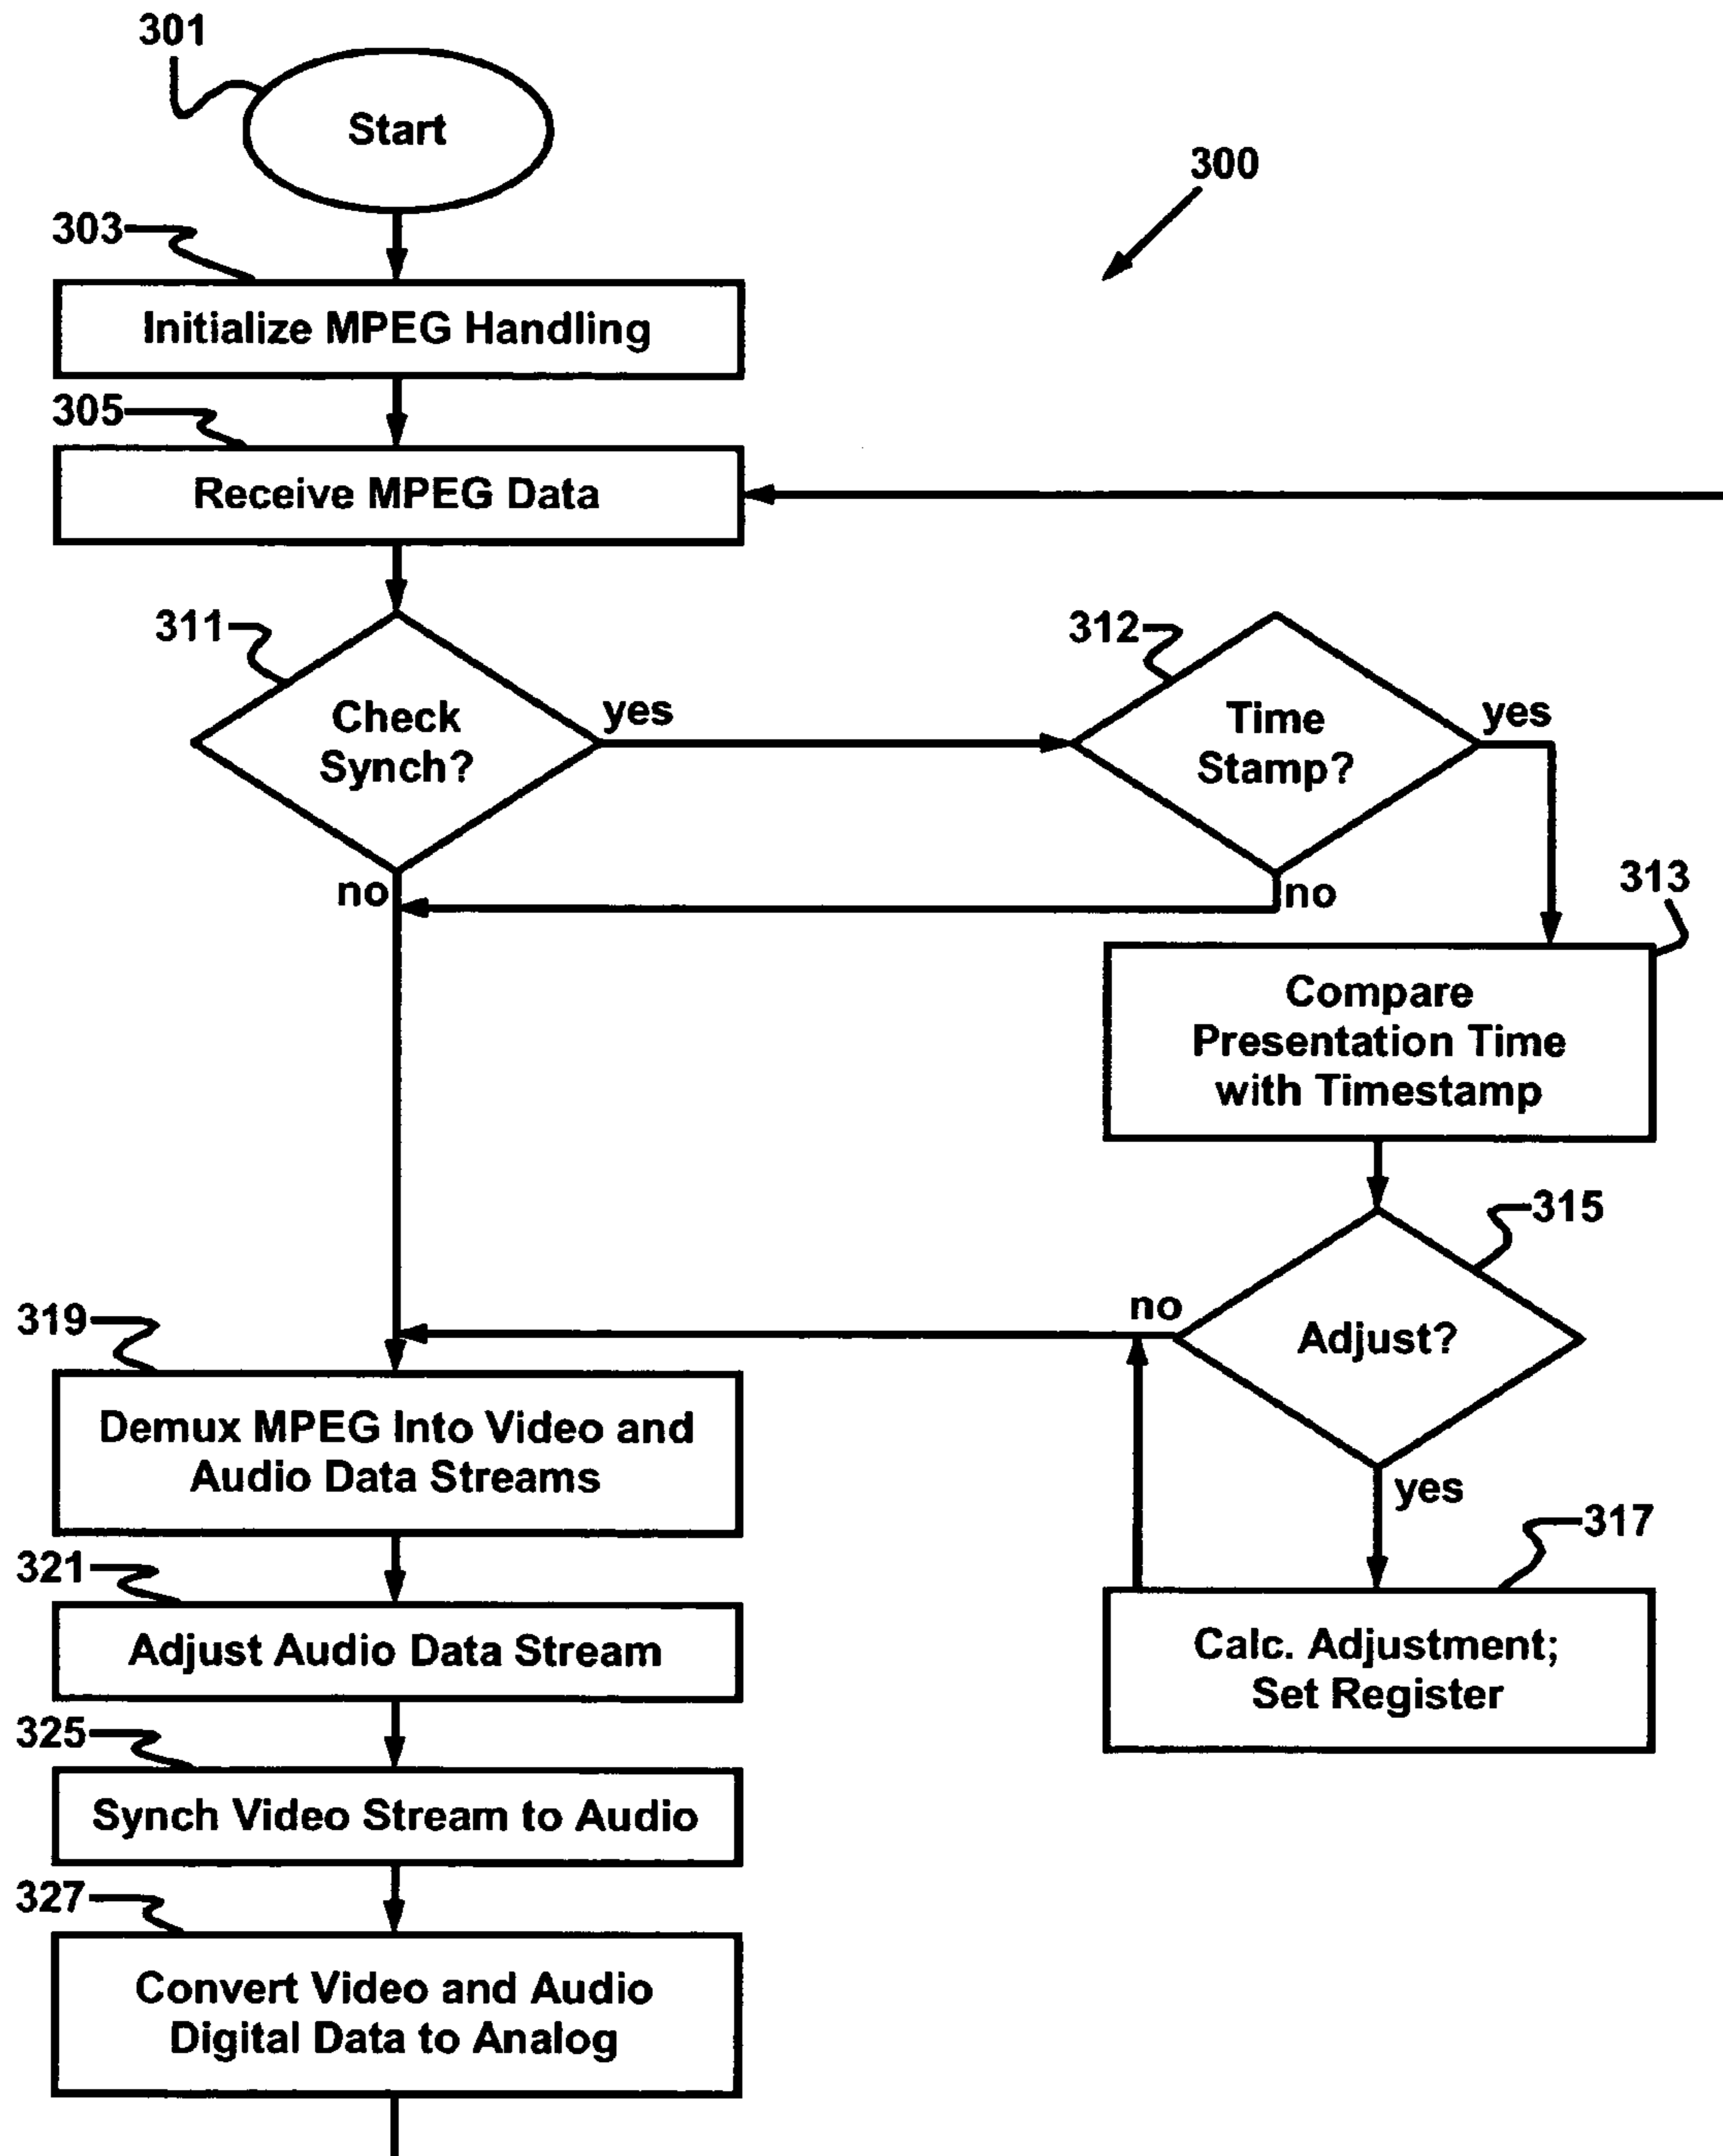 301
Start
300
303
Initialize MPEG Handling
305
Receive MPEG Data
311
Check
Synch?
yes
no
312
Time
Stamp?
yes
no
313
Compare
Presentation Time
with Timestamp
315
Adjust?
no
yes
317
Calc. Adjustment;
Set Register
319
Demux MPEG Into Video and
Audio Data Streams
321
Adjust Audio Data Stream
325
Synch Video Stream to Audio
327
Convert Video and Audio
Digital Data to Analog